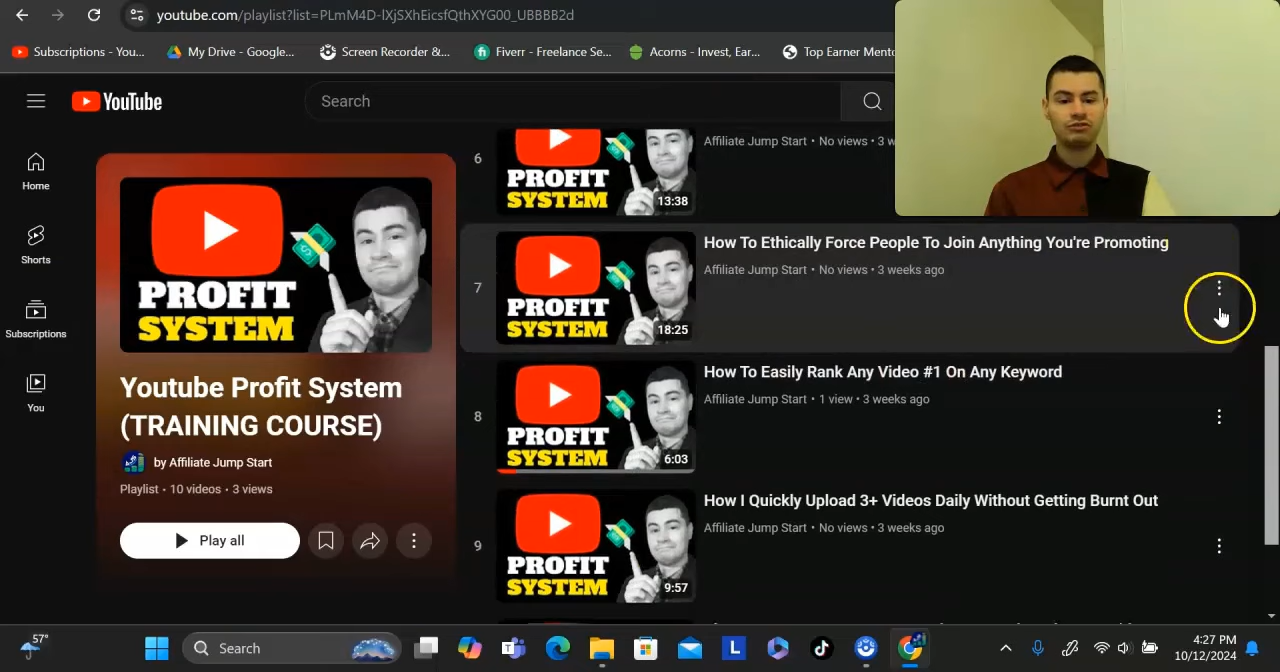 youtube.com/playlist?list=PLmM4D-lXjSXhEicsfQthXYG00_UBBBB2d
Subscriptions - You...
My Drive - Google...
Screen Recorder &...
Fiverr - Freelance Se...
Acorns - Invest, Ear...
Top Earner Mento
YouTube
Search
Home
Shorts
Subscriptions
You
PROFIT
SYSTEM
Youtube Profit System
(TRAINING COURSE)
by Affiliate Jump Start
Playlist • 10 videos • 3 views
Play all
6
PROFIT
SYSTEM
13:38
Affiliate Jump Start • No views • 3 w
7
PROFIT
SYSTEM
18:25
How To Ethically Force People To Join Anything You're Promoting
Affiliate Jump Start • No views • 3 weeks ago
8
PROFIT
SYSTEM
6:03
How To Easily Rank Any Video #1 On Any Keyword
Affiliate Jump Start • 1 view • 3 weeks ago
9
PROFIT
SYSTEM
9:57
How I Quickly Upload 3+ Videos Daily Without Getting Burnt Out
Affiliate Jump Start • No views • 3 weeks ago
57°
Search
T
L
4:27 PM
10/12/2024